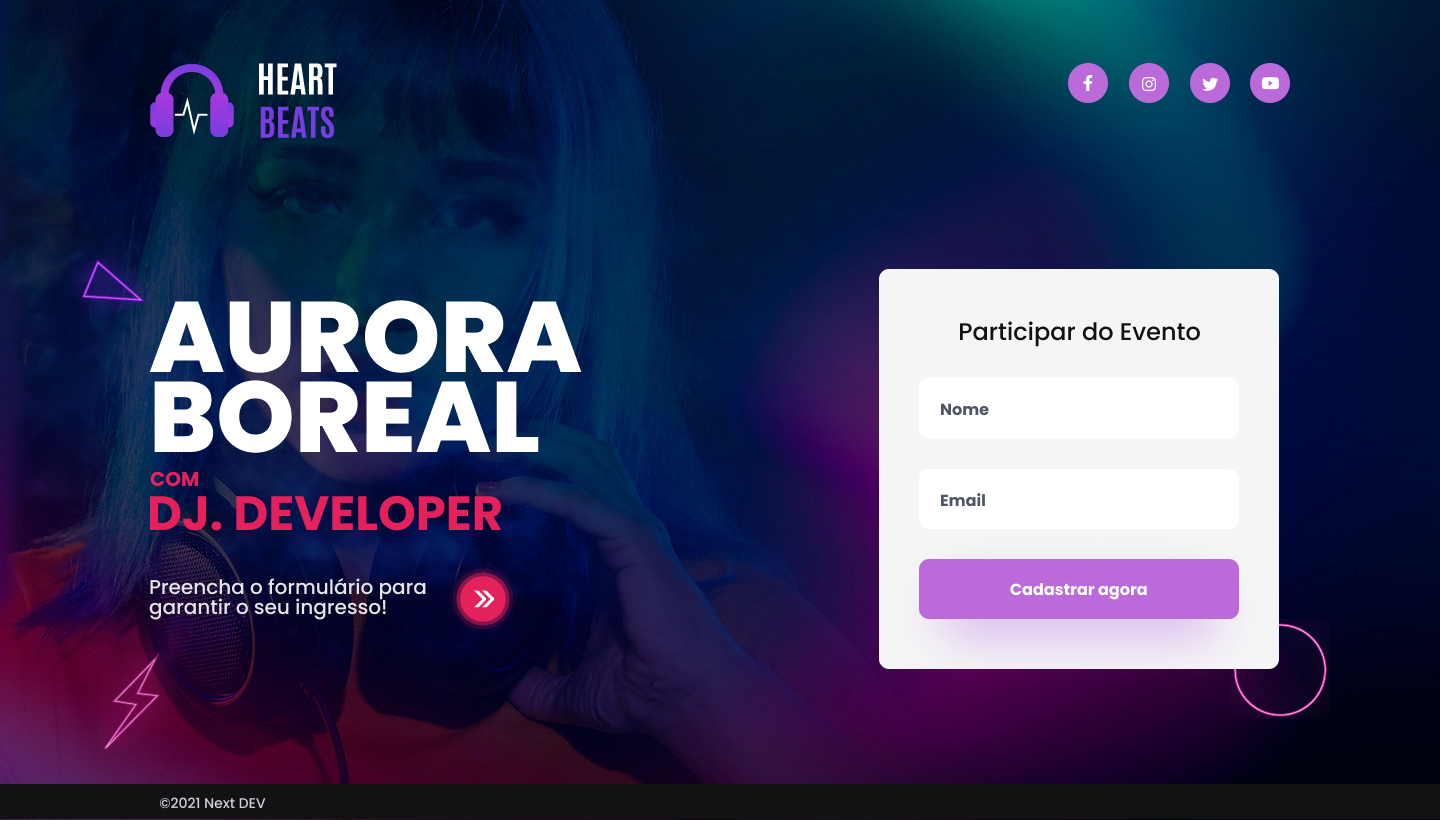 HEART
BEATS
AURORA
BOREAL
COM
DJ. DEVELOPER
Preencha o formulário para
garantir o seu ingresso!
Participar do Evento
Nome
Email
Cadastrar agora
©2021 Next DEV